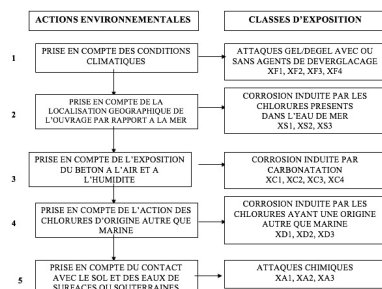 ACTIONS ENVIRONNEMENTALES
CLASSES D'EXPOSITION
1
PRISE EN COMPTE DES CONDITIONS
CLIMATIQUES
ATTAQUES GEL/DEGEL AVEC OU
SANS AGENTS DE DEVERGLACAGE
XF1, XF2, XF3, XF4
2
PRISE EN COMPTE DE LA
LOCALISATION GEOGRAPHIQUE DE
L'OUVRAGE PAR RAPPORT A LA MER
CORROSION INDUITE PAR LES
CHLORURES PRESENTS
DANS L'EAU DE MER
XS1, XS2, XS3
3
PRISE EN COMPTE DE L'EXPOSITION
DU BETON A L'AIR ET A
L'HUMIDITE
CORROSION INDUITE PAR
CARBONATATION
XC1, XC2, XC3, XC4
4
PRISE EN COMPTE DE L'ACTION DES
CHLORURES D'ORIGINE AUTRE QUE
MARINE
CORROSION INDUITE PAR LES
CHLORURES AYANT UNE ORIGINE
AUTRE QUE MARINE
XD1, XD2, XD3
5
PRISE EN COMPTE DU CONTACT
AVEC LE SOL ET DES EAUX DE
SURFACES OU SOUTERRAINES
ATTAQUES CHIMIQUES
XA1, XA2, XA3